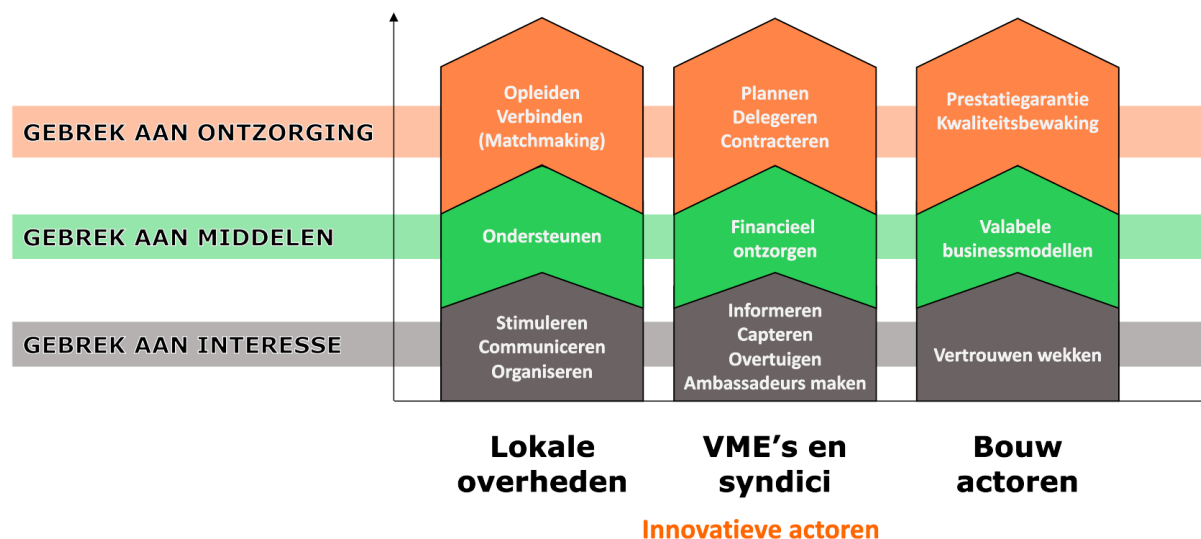 Opleiden
Verbinden
(Matchmaking)
Plannen
Delegeren
Contracteren
Prestatiegarantie
Kwaliteitsbewaking
GEBREK AAN ONTZORGING
GEBREK AAN MIDDELEN
Ondersteunen
Financieel
ontzorgen
Valabele
businessmodellen
GEBREK AAN INTERESSE
Stimuleren
Communiceren
Organiseren
Informeren
Capteren
Overtuigen
Ambassadeurs maken
Vertrouwen wekken
Lokale
overheden
VME's en
syndici
Bouw
actoren
Innovatieve actoren